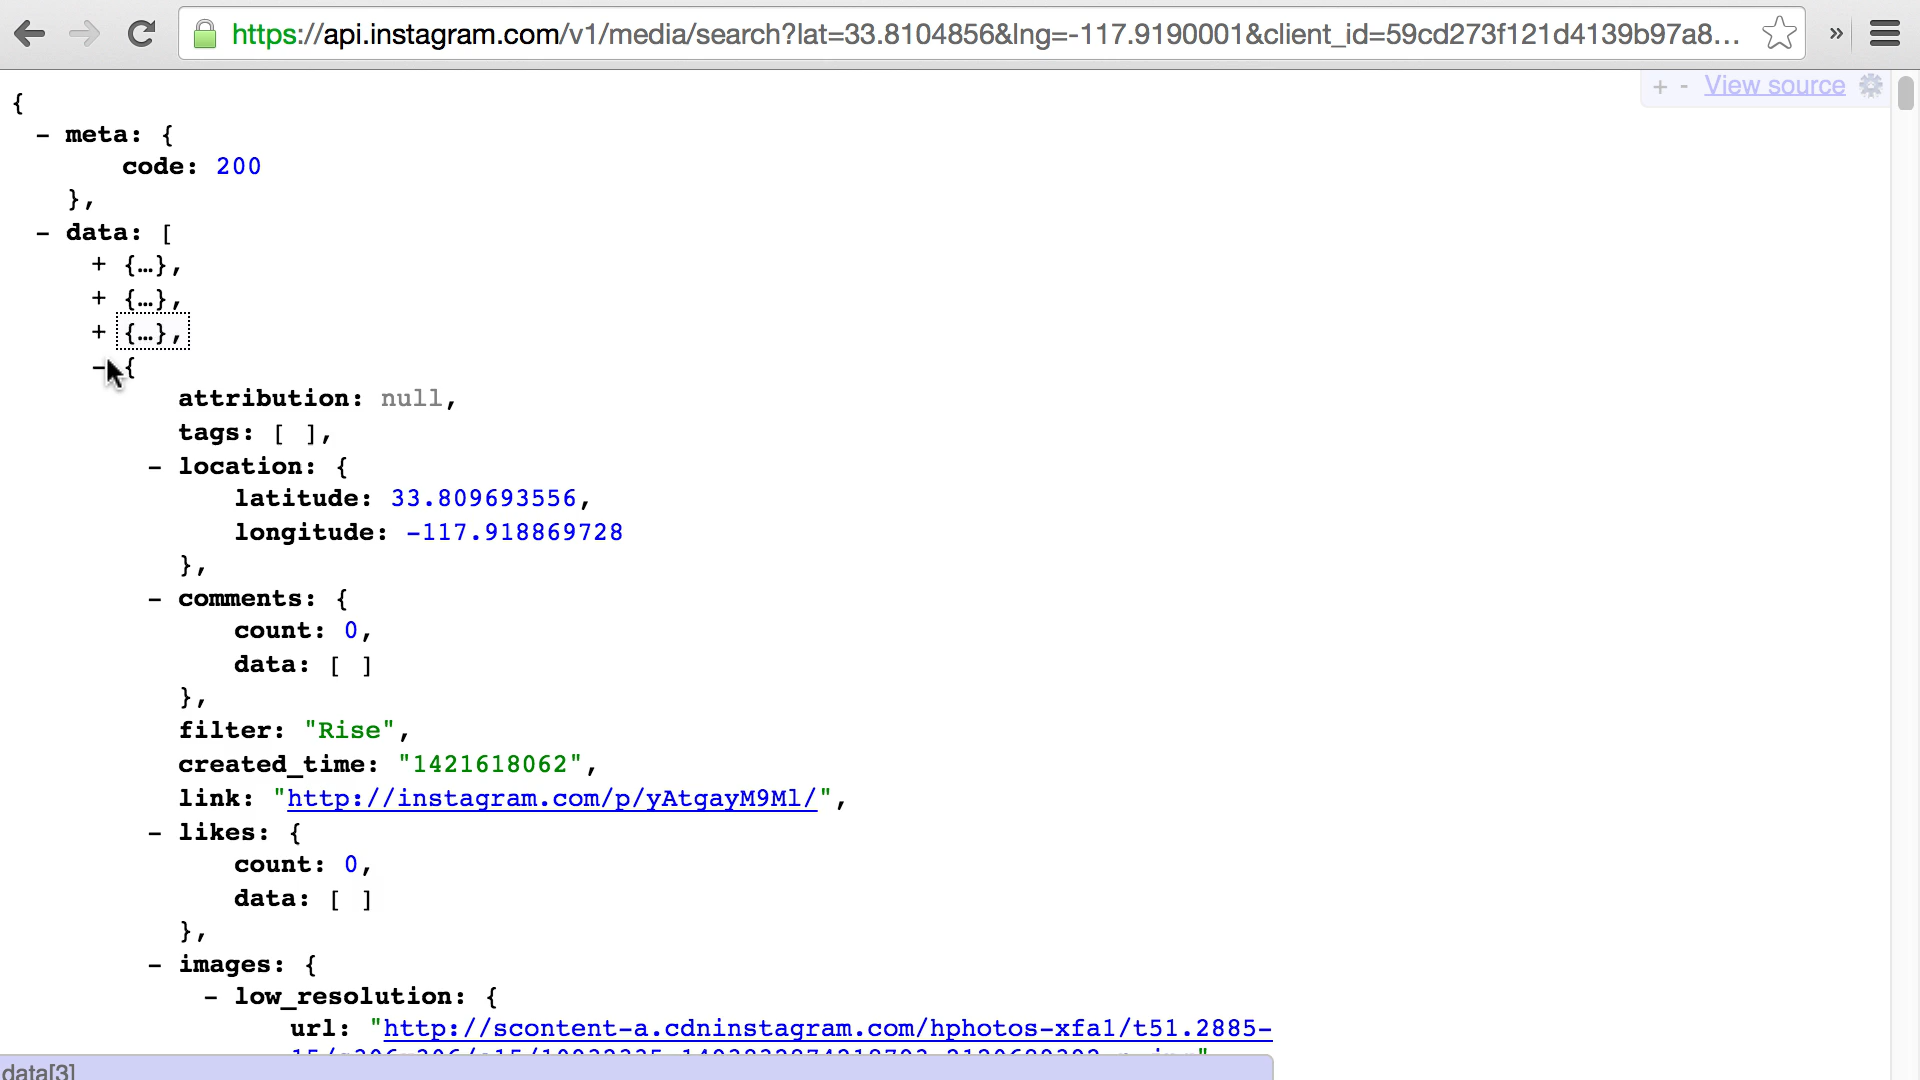 https://api.instagram.com/v1/media/search?lat=33.8104856&lng=-117.9190001&client_id=59cd273f121d4139b97a8... »
+ - View source
{
- meta: {
code: 200
},
- data: [
+ {…},
+ {…},
+ {…},
- {
attribution: null,
tags: [ ],
- location: {
latitude: 33.809693556,
longitude: -117.918869728
},
- comments: {
count: 0,
data: [ ]
},
filter: "Rise",
created_time: "1421618062",
link: "http://instagram.com/p/yAtgayM9Ml/",
- likes: {
count: 0,
data: [ ]
},
- images: {
- low_resolution: {
url: "http://scontent-a.cdninstagram.com/hphotos-xfa1/t51.2885-
data[3]